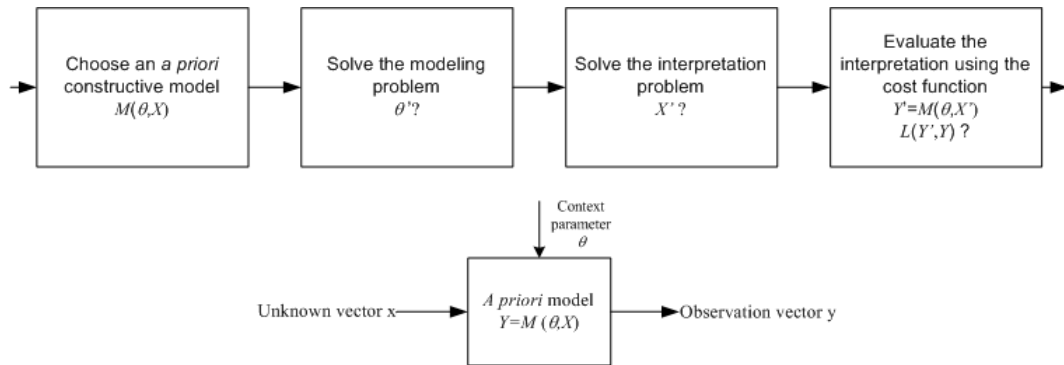 Choose an a priori
constructive model
M(θ,X)
Solve the modeling
problem
θ'?
Solve the interpretation
problem
X' ?
Evaluate the
interpretation using the
cost function
Y'=M(θ,X')
L(Y',Y) ?
Context
parameter
θ
Unknown vector x
A priori model
Y=M (θ,X)
Observation vector y